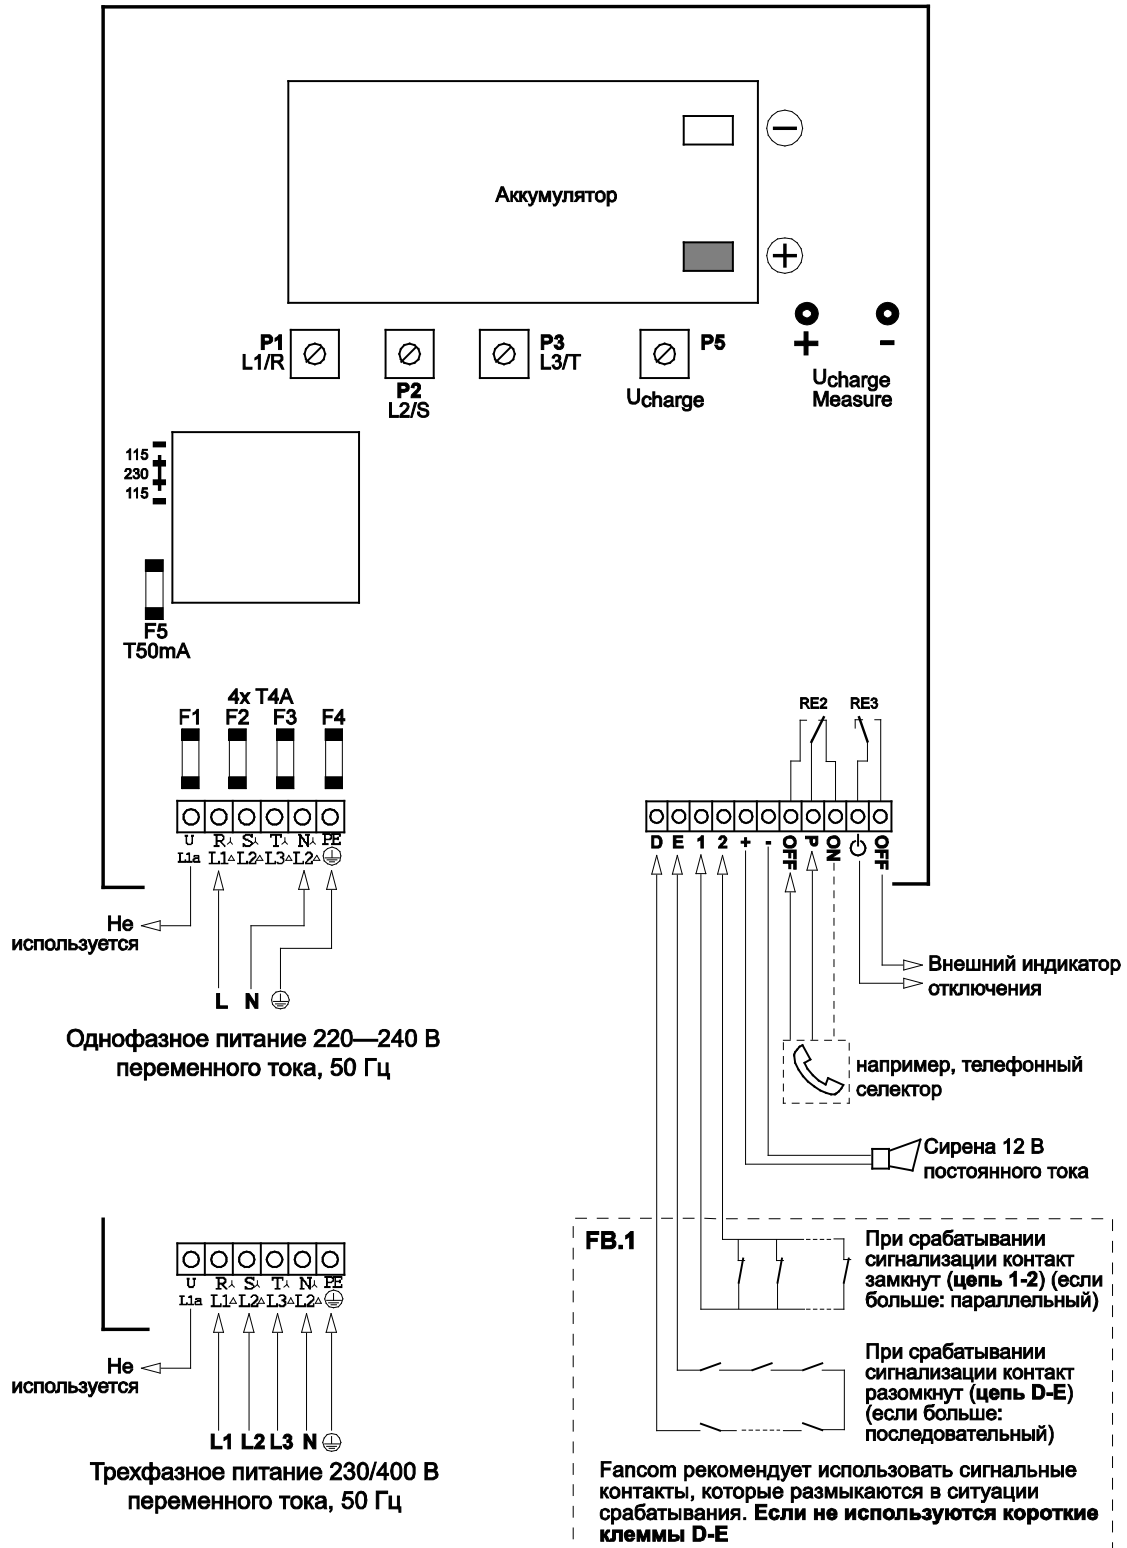 Аккумулятор
−
+
P1
L1/R
P2
L2/S
P3
L3/T
P5
Ucharge
+ -
Ucharge
Measure
115
230
115
F5
T50mA
4x T4A
F1 F2 F3 F4
RE2 RE3
U R S T N PE
L1a L1 L2 L3 L2
D E 1 2 + - OFF P ON OFF
Не
используется
L N
Однофазное питание 220—240 В
переменного тока, 50 Гц
Внешний индикатор
отключения
например, телефонный
селектор
Сирена 12 В
постоянного тока
U R S T N PE
L1a L1 L2 L3 L2
Не
используется
L1 L2 L3 N
Трехфазное питание 230/400 В
переменного тока, 50 Гц
FB.1
При срабатывании
сигнализации контакт
замкнут (цепь 1-2) (если
больше: параллельный)
При срабатывании
сигнализации контакт
разомкнут (цепь D-E)
(если больше:
последовательный)
Fancom рекомендует использовать сигнальные
контакты, которые размыкаются в ситуации
срабатывания. Если не используются короткие
клеммы D-E